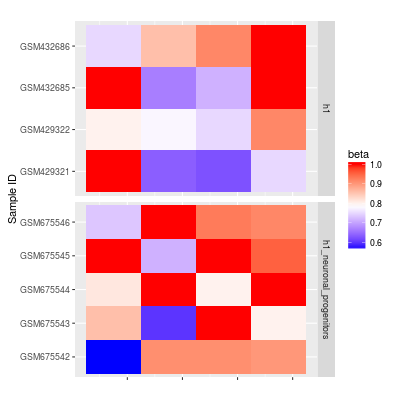 GSM432686
GSM432685
GSM429322
GSM429321
h1
GSM675546
GSM675545
GSM675544
GSM675543
GSM675542
h1_neuronal_progenitors
Sample ID
beta
1.0
0.9
0.8
0.7
0.6